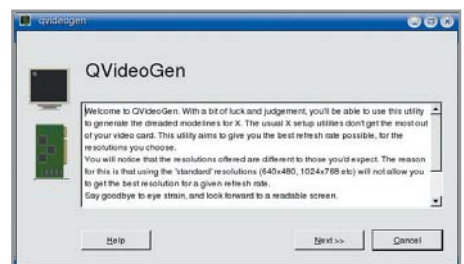 qvideogen
QVideoGen
Welcome to QVideoGen. With a bit of luck and judgement, you'll be able to use this utility
to generate the dreaded modelines for X. The usual X setup utilities don't get the most out
of your video card. This utility aims to give you the best refresh rate possible, for the
resolutions you choose.
You will notice that the resolutions offered are different to those you'd expect. The reason
for this is that using the 'standard' resolutions (640x480, 1024x768 etc) will not allow you
to get the best resolution for a given refresh rate.
Say goodbye to eye strain, and look forward to a readable screen.
Help
Next >>
Cancel